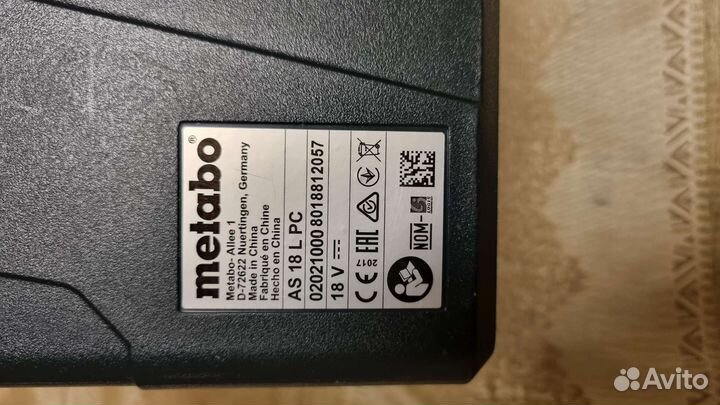 metabo®
Metabo- Allee 1
D-72622 Nuertingen, Germany
Made in China
Fabriqué en Chine
Hecho en China
AS 18 L PC
02021000 8018812057
18 V
CE EAC
2017
NOM-
Avito